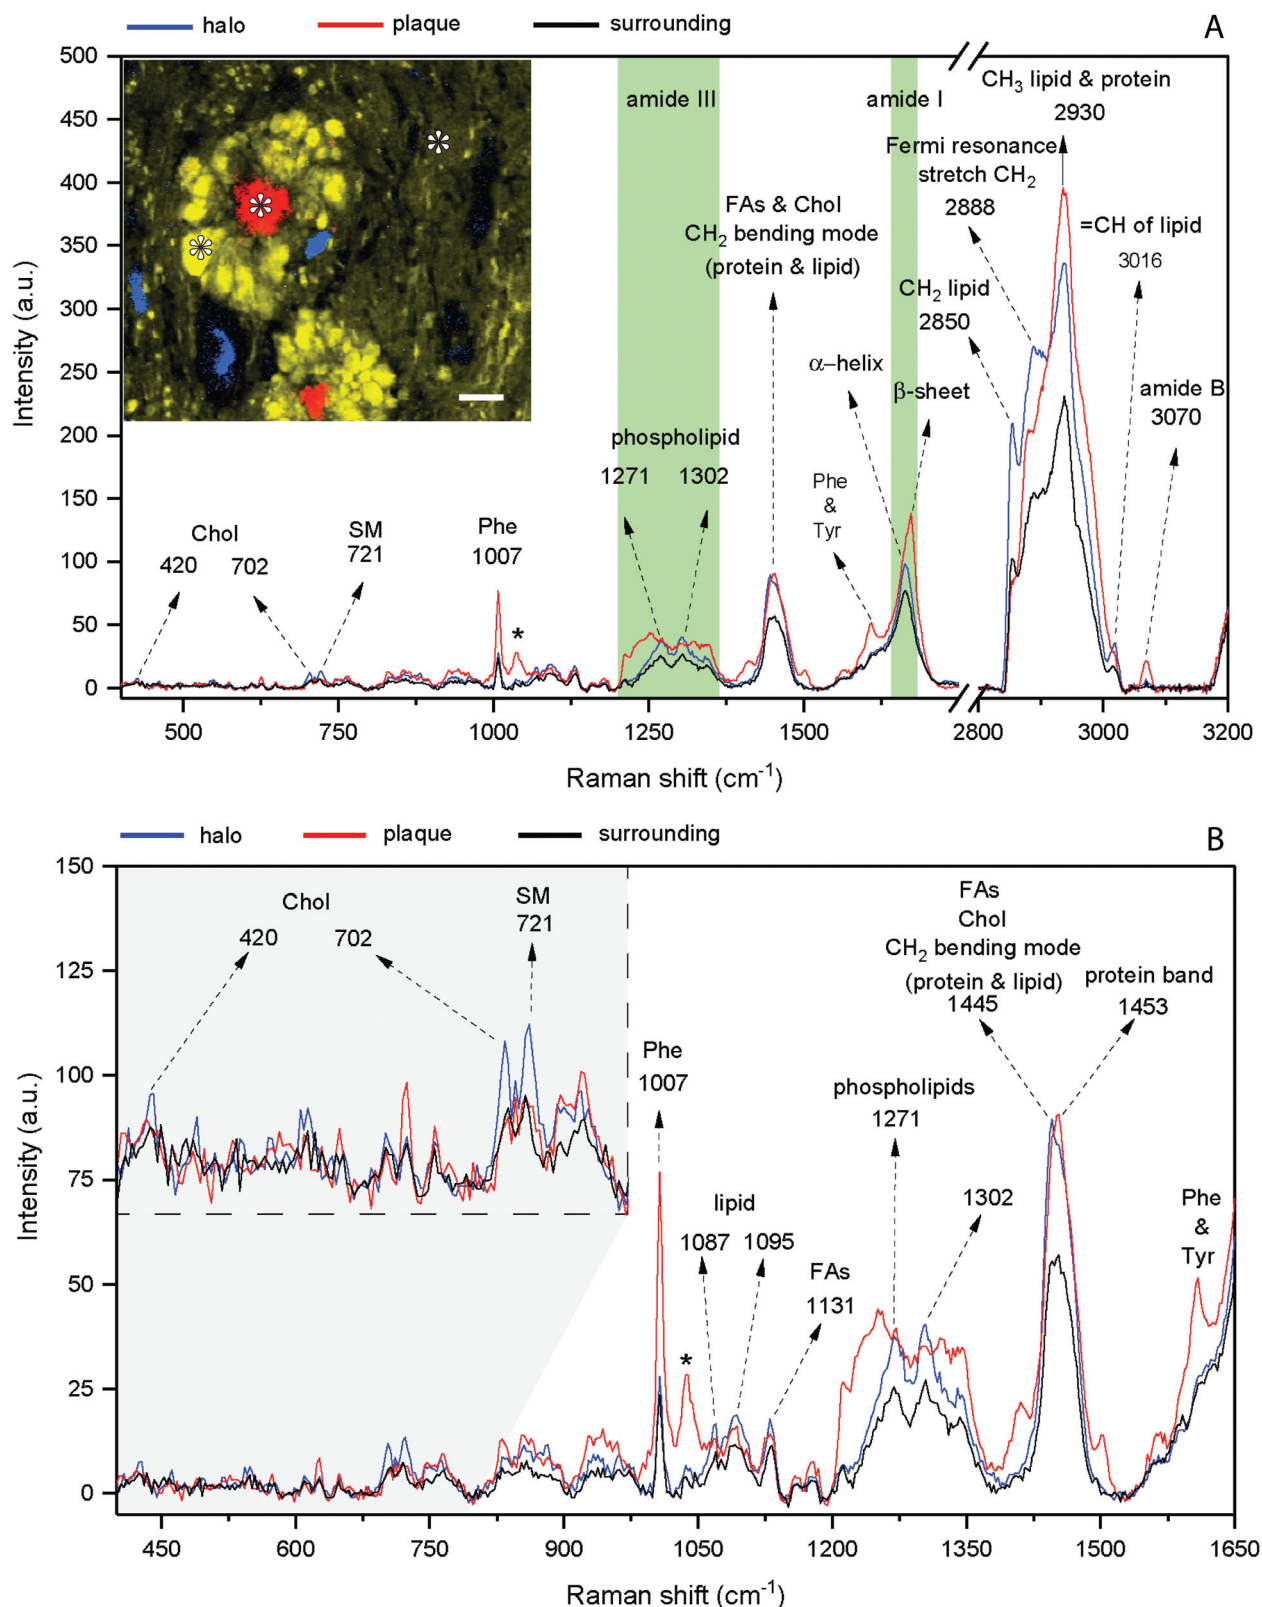 halo plaque surrounding A
500
450
400
350
300
250
200
150
100
50
0
Intensity (a.u.)
amide III
amide I
CH3 lipid & protein
2930
Fermi resonance
stretch CH2
2888
=CH of lipid
3016
CH2 lipid
2850
amide B
3070
FAs & Chol
CH2 bending mode
(protein & lipid)
α–helix
β-sheet
phospholipid
1271 1302
Phe
&
Tyr
Chol
420 702
SM
721
Phe
1007
*
500 750 1000 1250 1500 2800 3000 3200
Raman shift (cm-1)
halo plaque surrounding B
150
125
100
75
50
25
0
Intensity (a.u.)
Chol
420 702
SM
721
Phe
1007
*
lipid
1087 1095
FAs
1131
phospholipids
1271
1302
FAs
Chol
CH2 bending mode
(protein & lipid)
1445
protein band
1453
Phe
&
Tyr
450 600 750 900 1050 1200 1350 1500 1650
Raman shift (cm-1)